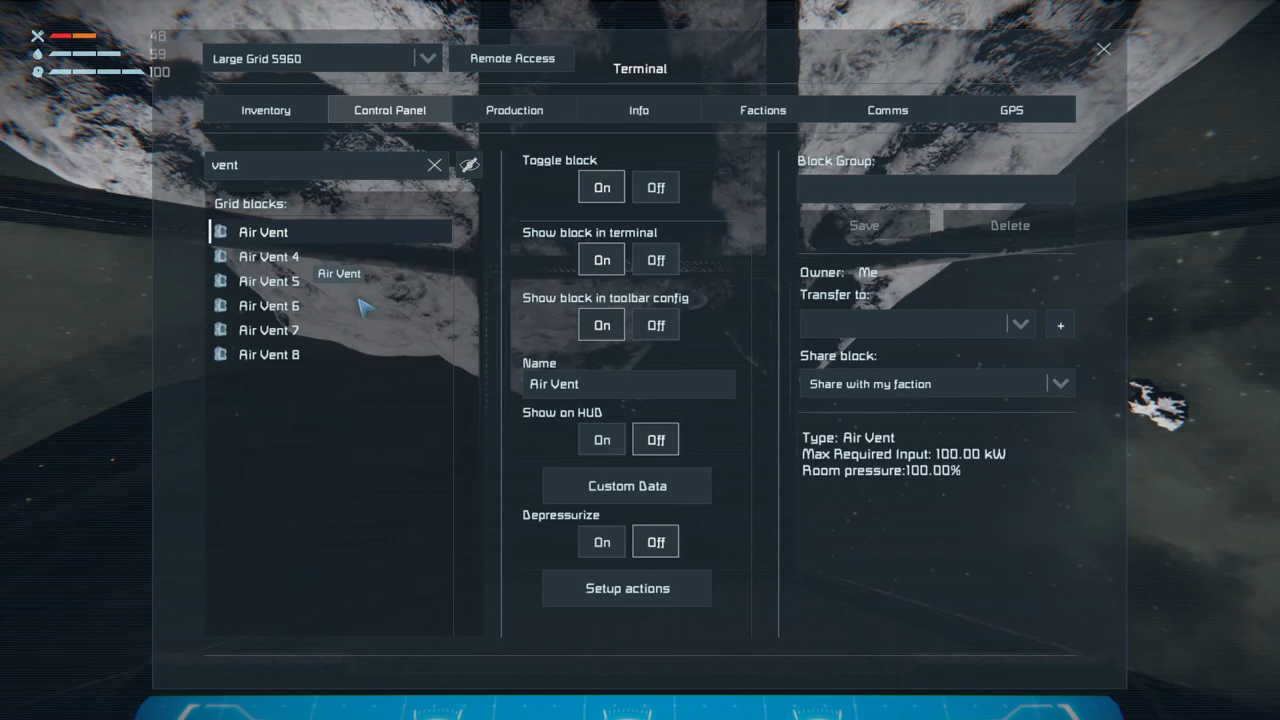 48
59
100
Large Grid 5960
Remote Access
Terminal
Inventory
Control Panel
Production
Info
Factions
Comms
GPS
vent
Grid blocks:
Air Vent
Air Vent 4
Air Vent 5
Air Vent 6
Air Vent 7
Air Vent 8
Air Vent
Toggle block
On Off
Show block in terminal
On Off
Show block in toolbar config
On Off
Name
Air Vent
Show on HUD
On Off
Custom Data
Depressurize
On Off
Setup actions
Block Group:
Save Delete
Owner: Me
Transfer to:
+
Share block:
Share with my faction
Type: Air Vent
Max Required Input: 100.00 kW
Room pressure:100.00%